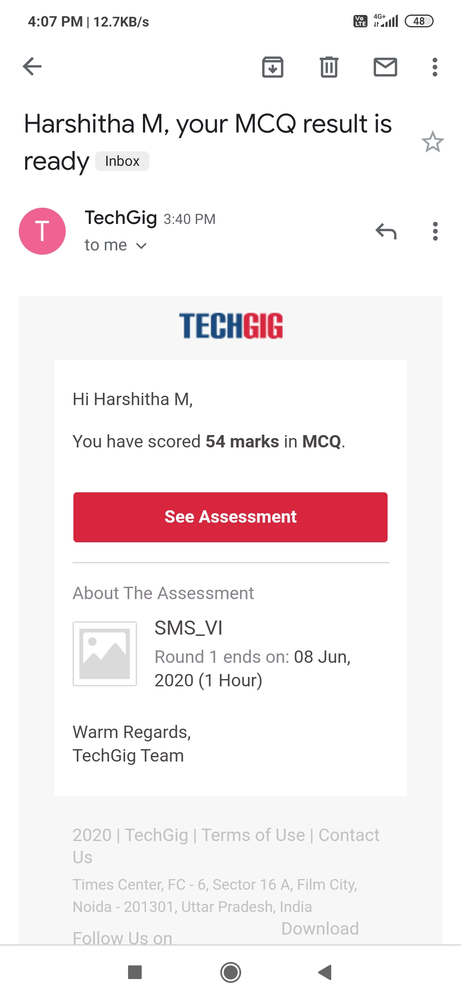 4:07 PM | 12.7KB/s
Vo LTE 4G+ 48
Harshitha M, your MCQ result is
ready Inbox
T
TechGig 3:40 PM
to me
TECHGIG
Hi Harshitha M,
You have scored 54 marks in MCQ.
See Assessment
About The Assessment
SMS_VI
Round 1 ends on: 08 Jun,
2020 (1 Hour)
Warm Regards,
TechGig Team
2020 | TechGig | Terms of Use | Contact
Us
Times Center, FC - 6, Sector 16 A, Film City,
Noida - 201301, Uttar Pradesh, India
Download
Follow Us on